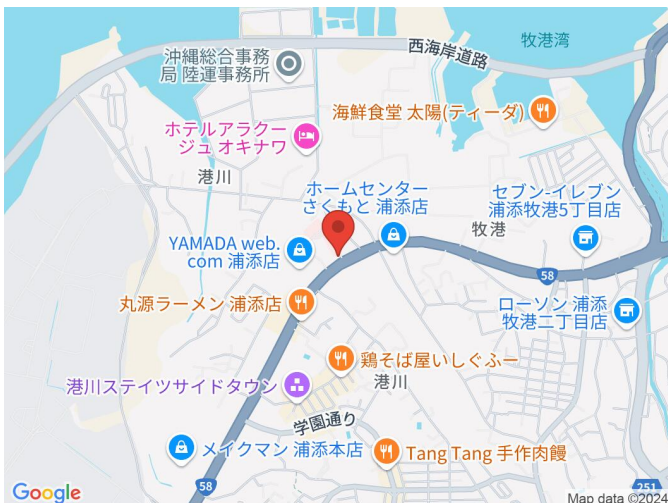 西海岸道路
牧港湾
沖縄総合事務
局 陸運事務所
海鮮食堂 太陽(ティーダ)
ホテルアラクー
ジュ オキナワ
港川
ホームセンター
さくもと 浦添店
セブン-イレブン
浦添牧港5丁目店
牧港
YAMADA web.
com 浦添店
58
丸源ラーメン 浦添店
ローソン 浦添
牧港二丁目店
鶏そば屋いしぐふー
港川ステイツサイドタウン
港川
学園通り
メイクマン 浦添本店
Tang Tang 手作肉饅
58
251
Google
Map data ©2024